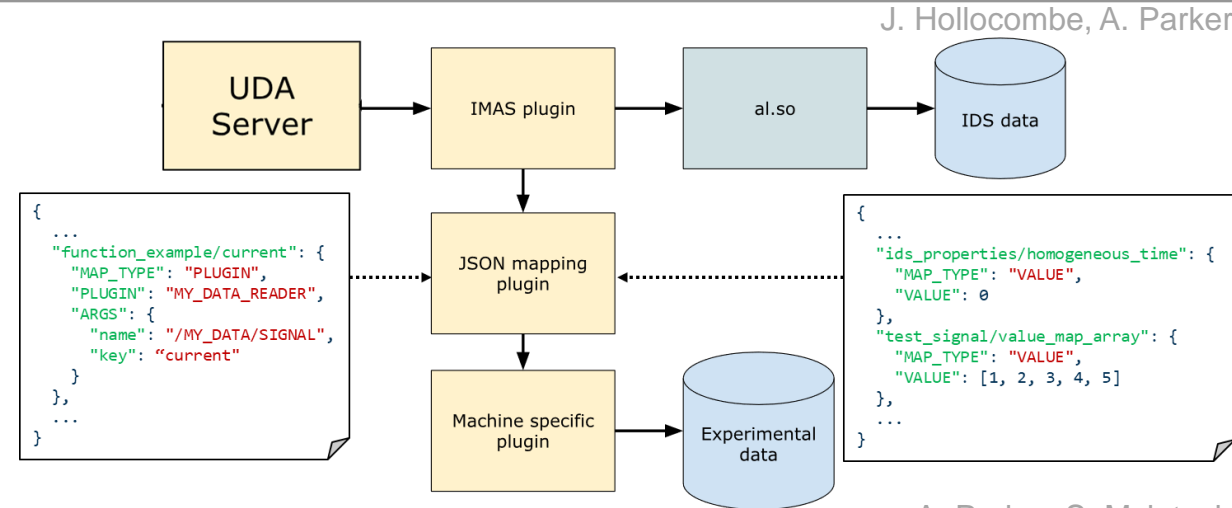 J. Hollocombe, A. Parker
UDA
Server
IMAS plugin
al.so
IDS data
{
...
"function_example/current": {
"MAP_TYPE": "PLUGIN",
"PLUGIN": "MY_DATA_READER",
"ARGS": {
"name": "/MY_DATA/SIGNAL",
"key": “current"
}
},
...
}
JSON mapping
plugin
{
...
"ids_properties/homogeneous_time": {
"MAP_TYPE": "VALUE",
"VALUE": 0
},
"test_signal/value_map_array": {
"MAP_TYPE": "VALUE",
"VALUE": [1, 2, 3, 4, 5]
},
...
}
Machine specific
plugin
Experimental
data